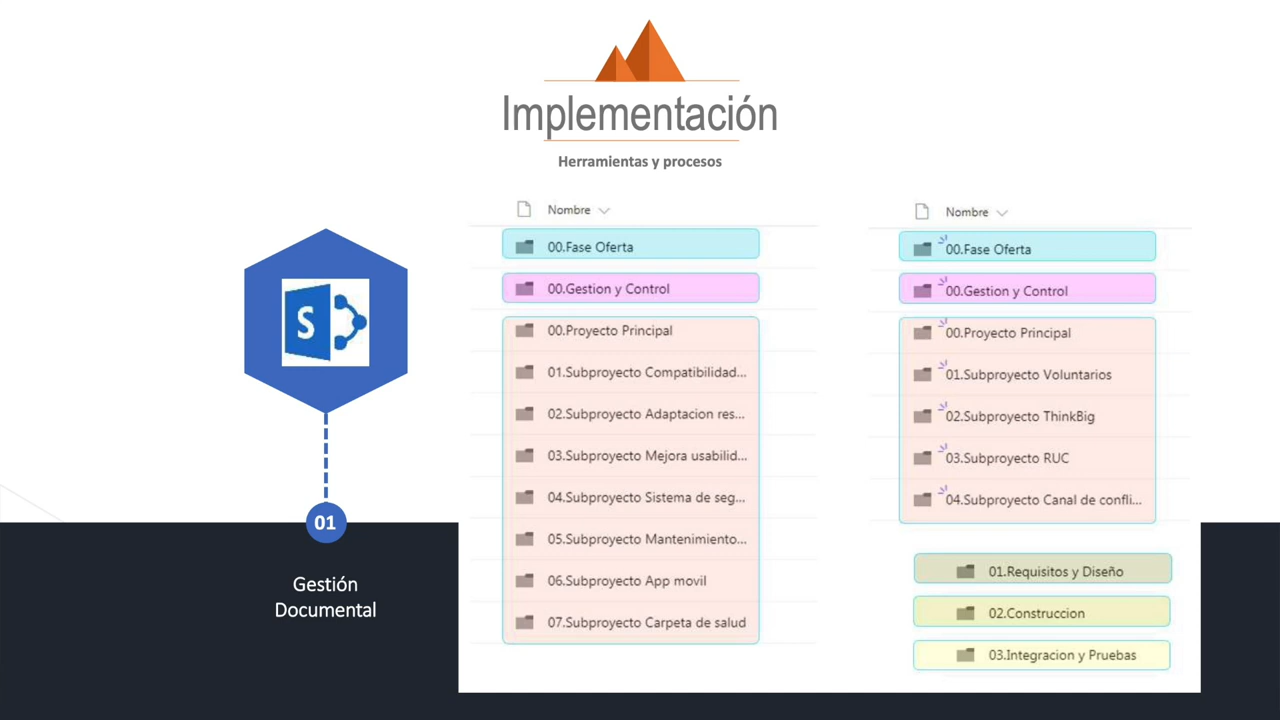 Implementación
Herramientas y procesos
S
01
Gestión
Documental
Nombre
00.Fase Oferta
00.Gestion y Control
00.Proyecto Principal
01.Subproyecto Compatibilidad...
02.Subproyecto Adaptacion res...
03.Subproyecto Mejora usabilid...
04.Subproyecto Sistema de seg...
05.Subproyecto Mantenimiento...
06.Subproyecto App movil
07.Subproyecto Carpeta de salud
Nombre
00.Fase Oferta
00.Gestion y Control
00.Proyecto Principal
01.Subproyecto Voluntarios
02.Subproyecto ThinkBig
03.Subproyecto RUC
04.Subproyecto Canal de confli...
01.Requisitos y Diseño
02.Construccion
03.Integracion y Pruebas